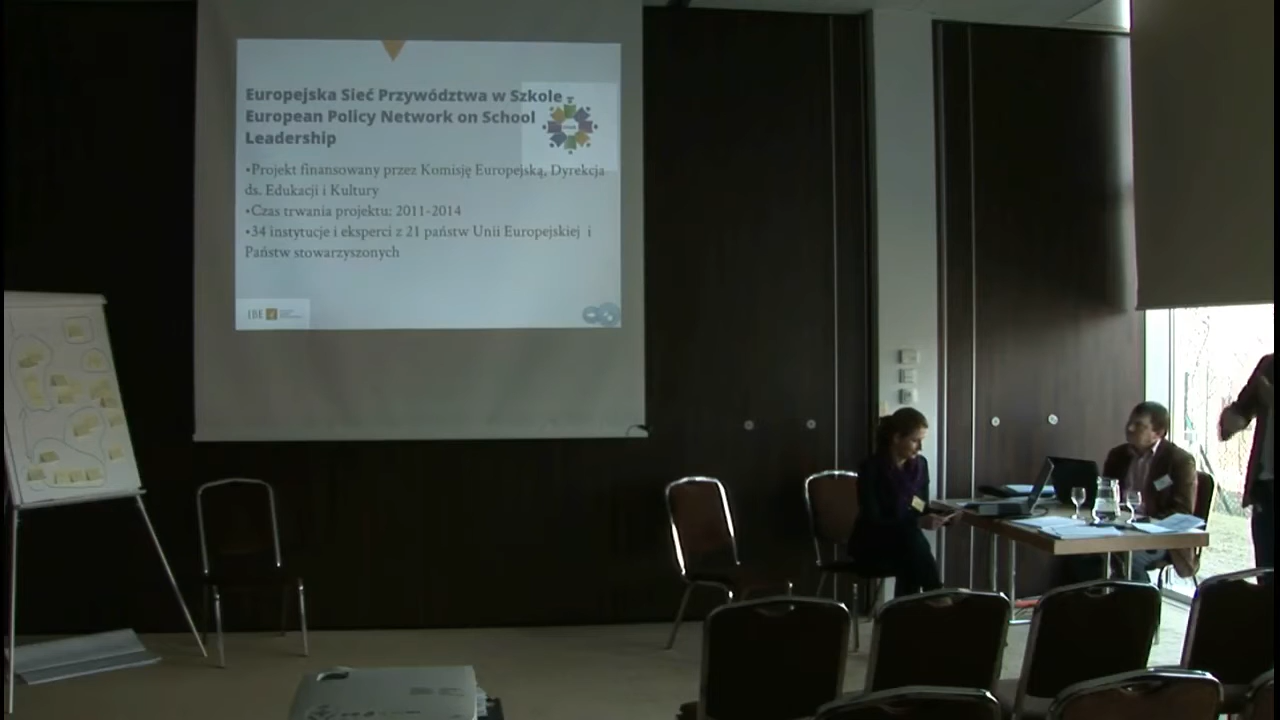 Europejska Sieć Przywództwa w Szkole -
European Policy Network on School
Leadership
•Projekt finansowany przez Komisję Europejską, Dyrekcja
ds. Edukacji i Kultury
•Czas trwania projektu: 2011-2014
•34 instytucje i eksperci z 21 państw Unii Europejskiej i
Państw stowarzyszonych
IBE